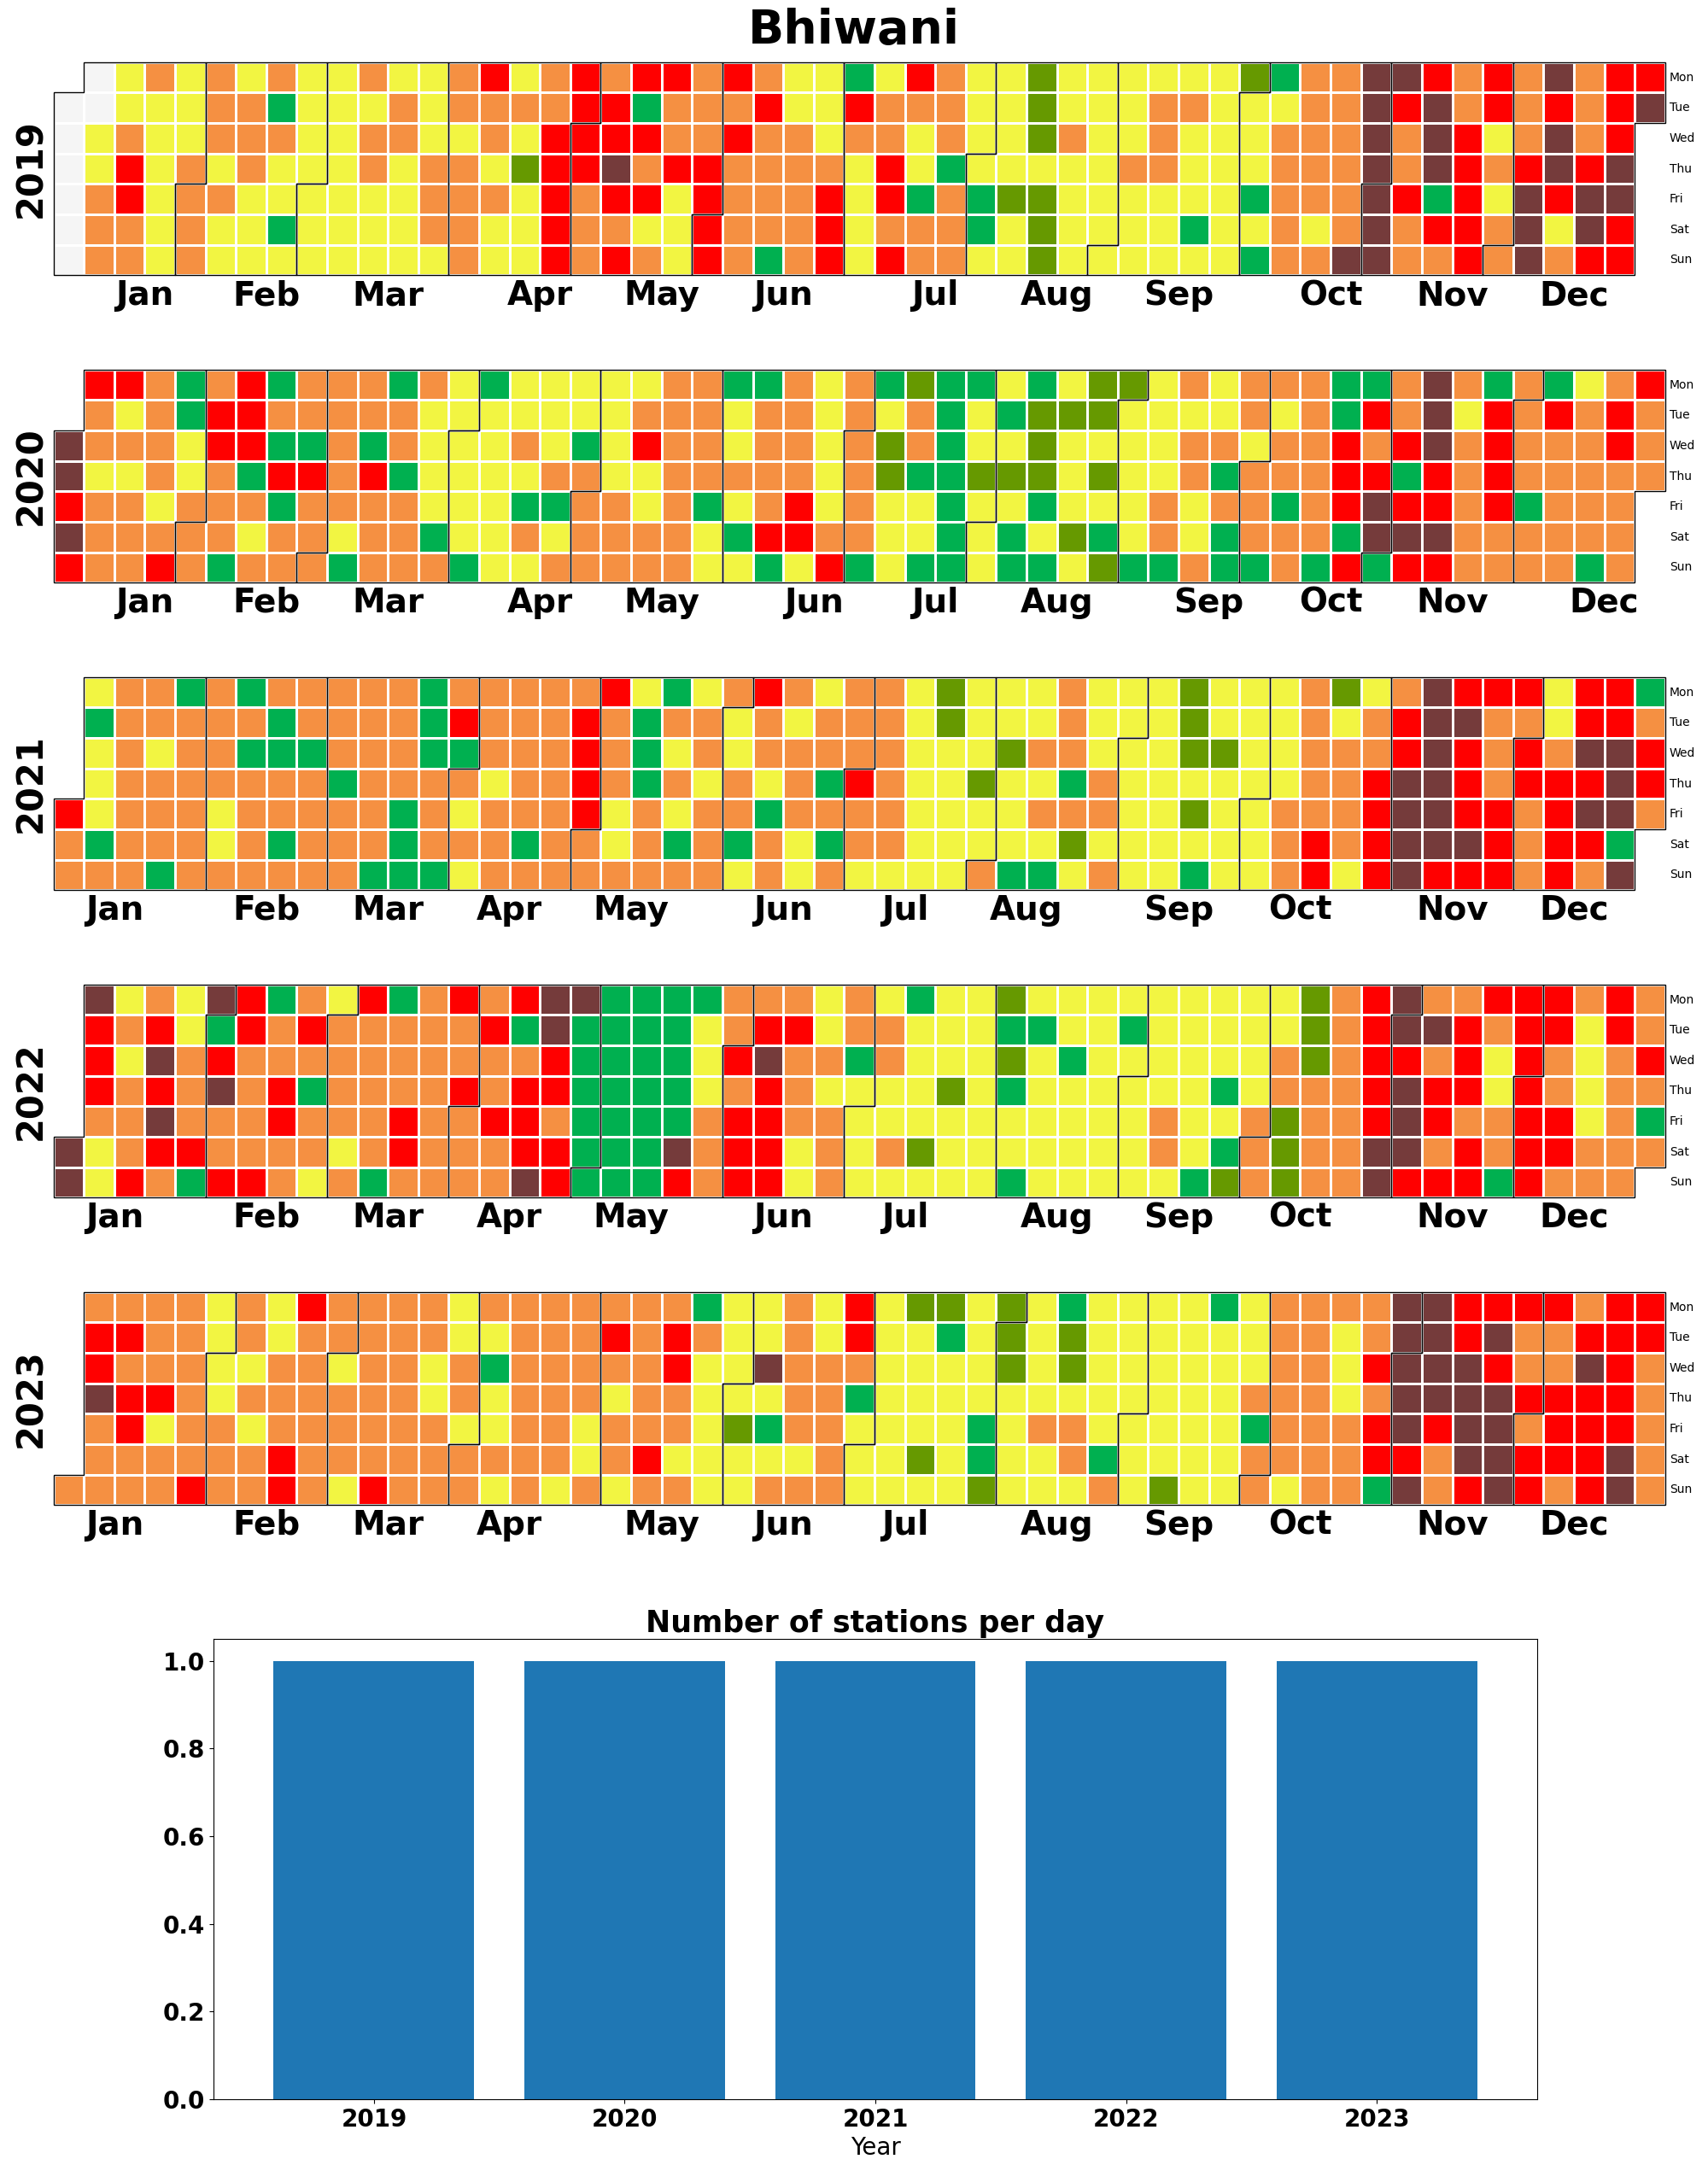 Bhiwani
2019
Mon
Tue
Wed
Thu
Fri
Sat
Sun
Jan Feb Mar Apr May Jun Jul Aug Sep Oct Nov Dec
2020
Mon
Tue
Wed
Thu
Fri
Sat
Sun
Jan Feb Mar Apr May Jun Jul Aug Sep Oct Nov Dec
2021
Mon
Tue
Wed
Thu
Fri
Sat
Sun
Jan Feb Mar Apr May Jun Jul Aug Sep Oct Nov Dec
2022
Mon
Tue
Wed
Thu
Fri
Sat
Sun
Jan Feb Mar Apr May Jun Jul Aug Sep Oct Nov Dec
2023
Mon
Tue
Wed
Thu
Fri
Sat
Sun
Jan Feb Mar Apr May Jun Jul Aug Sep Oct Nov Dec
Number of stations per day
1.0
0.8
0.6
0.4
0.2
0.0
2019 2020 2021 2022 2023
Year